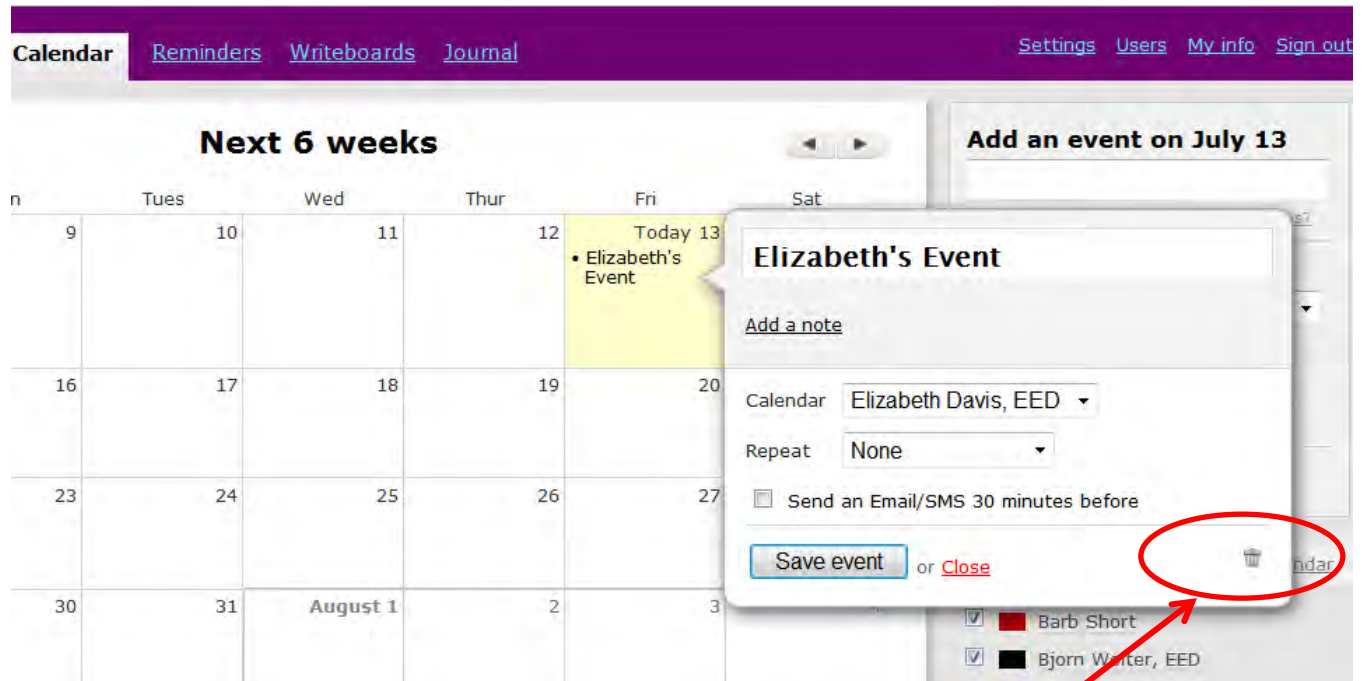 Calendar Reminders Writeboards Journal Settings Users My info Sign out
Next 6 weeks
Add an event on July 13
n Tues Wed Thur Fri Sat
9 10 11 12 Today 13
• Elizabeth's
Event
Elizabeth's Event
Add a note
16 17 18 19 20
Calendar Elizabeth Davis, EED
Repeat None
23 24 25 26 27
Send an Email/SMS 30 minutes before
Save event or Close
ndar
30 31 August 1 2 3
Barb Short
Bjorn Wolter, EED